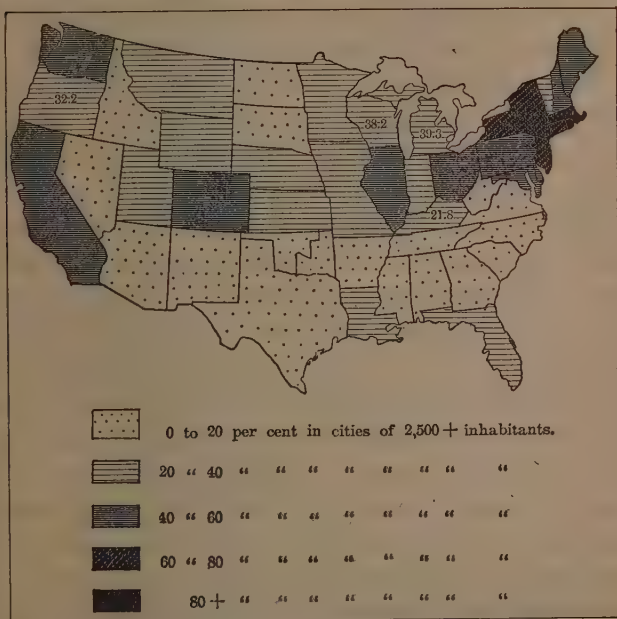 32:2
38:2
39:3
21:8
0 to 20 per cent in cities of 2,500 + inhabitants.
20 “ 40 “ “ “ “ “ “ “ “
40 “ 60 “ “ “ “ “ “ “ “
60 “ 80 “ “ “ “ “ “ “ “
80 + “ “ “ “ “ “ “ “